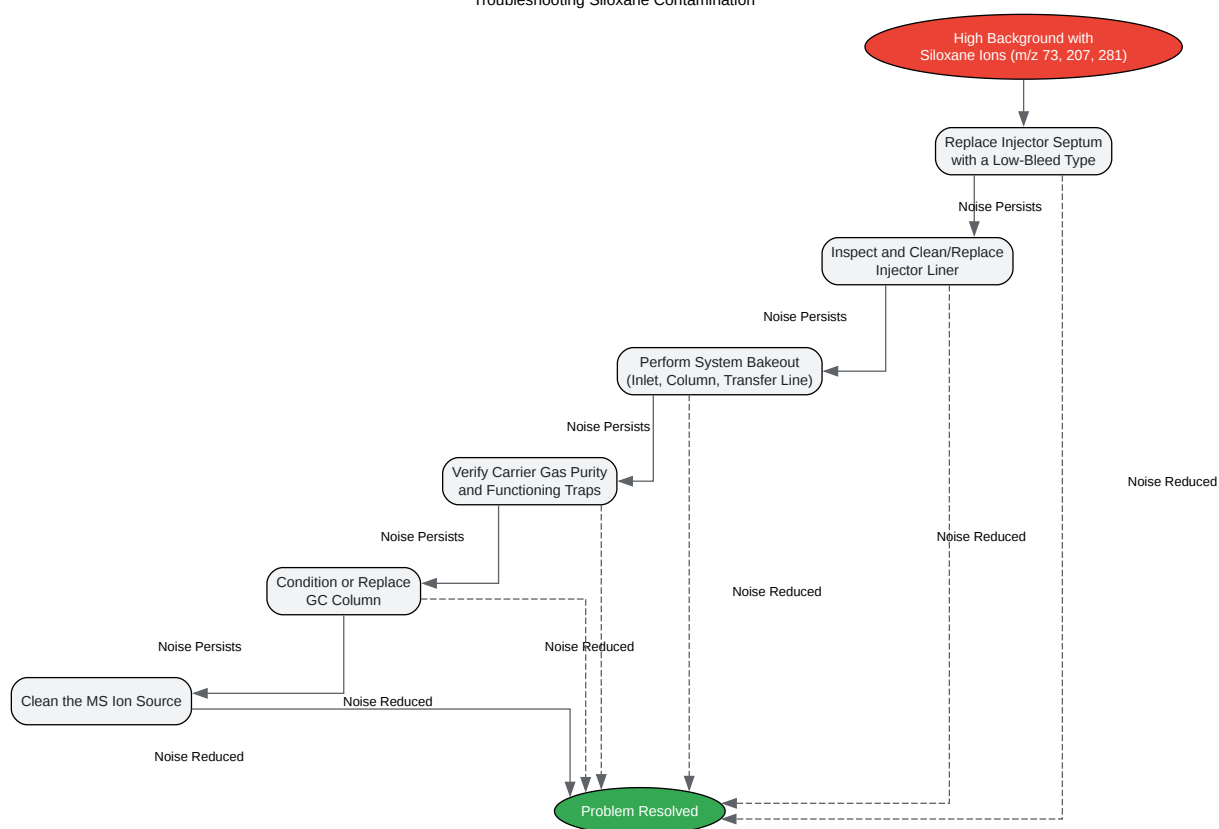 Troubleshooting Siloxane Contamination
High Background with
Siloxane Ions (m/z 73, 207, 281)
Replace Injector Septum
with a Low-Bleed Type
Noise Persists
Inspect and Clean/Replace
Injector Liner
Noise Persists
Perform System Bakeout
(Inlet, Column, Transfer Line)
Noise Persists
Verify Carrier Gas Purity
and Functioning Traps
Noise Reduced
Noise Persists
Noise Reduced
Condition or Replace
GC Column
Noise Reduced
Noise Persists
Noise Reduced
Clean the MS Ion Source
Noise Reduced
Noise Reduced
Problem Resolved